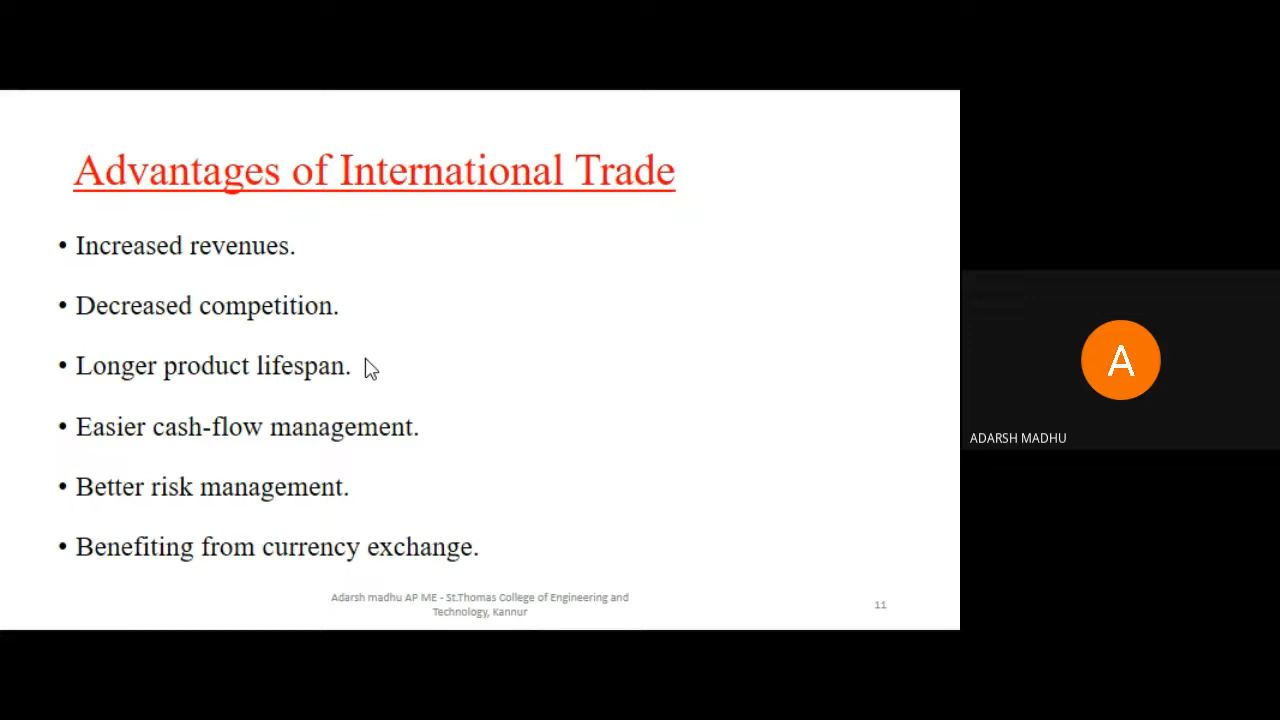 Advantages of International Trade
• Increased revenues.
• Decreased competition.
• Longer product lifespan.
• Easier cash-flow management.
• Better risk management.
• Benefiting from currency exchange.
Adarsh madhu AP ME - St.Thomas College of Engineering and
Technology, Kannur
11
A
ADARSH MADHU